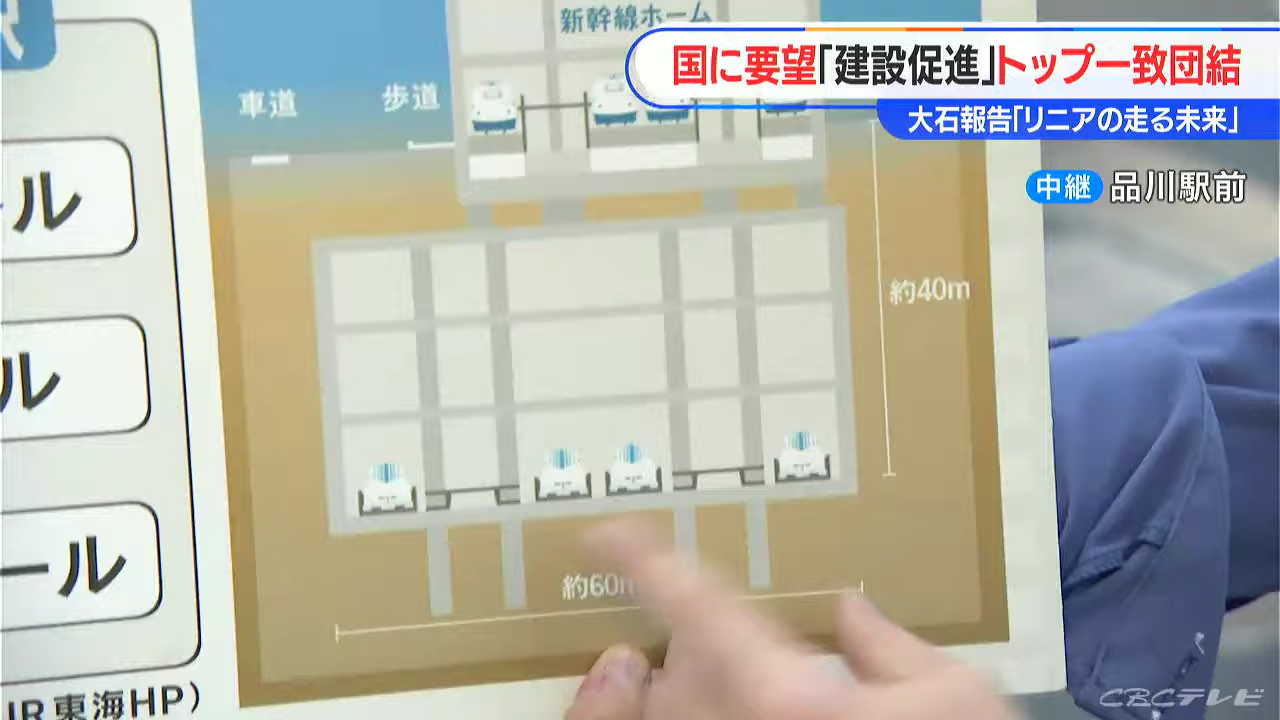 新幹線ホーム
国に要望「建設促進」トップ一致団結
大石報告「リニアの走る未来」
中継 品川駅前
車道
歩道
約40m
ル
ル
ール
約60m
JR東海HP）
CBCテレビ